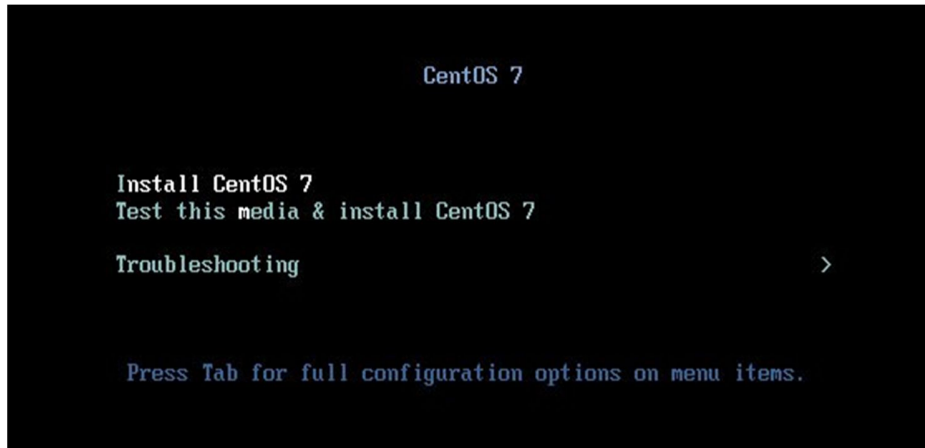 CentOS 7
Install CentOS 7
Test this media & install CentOS 7
Troubleshooting >
Press Tab for full configuration options on menu items.